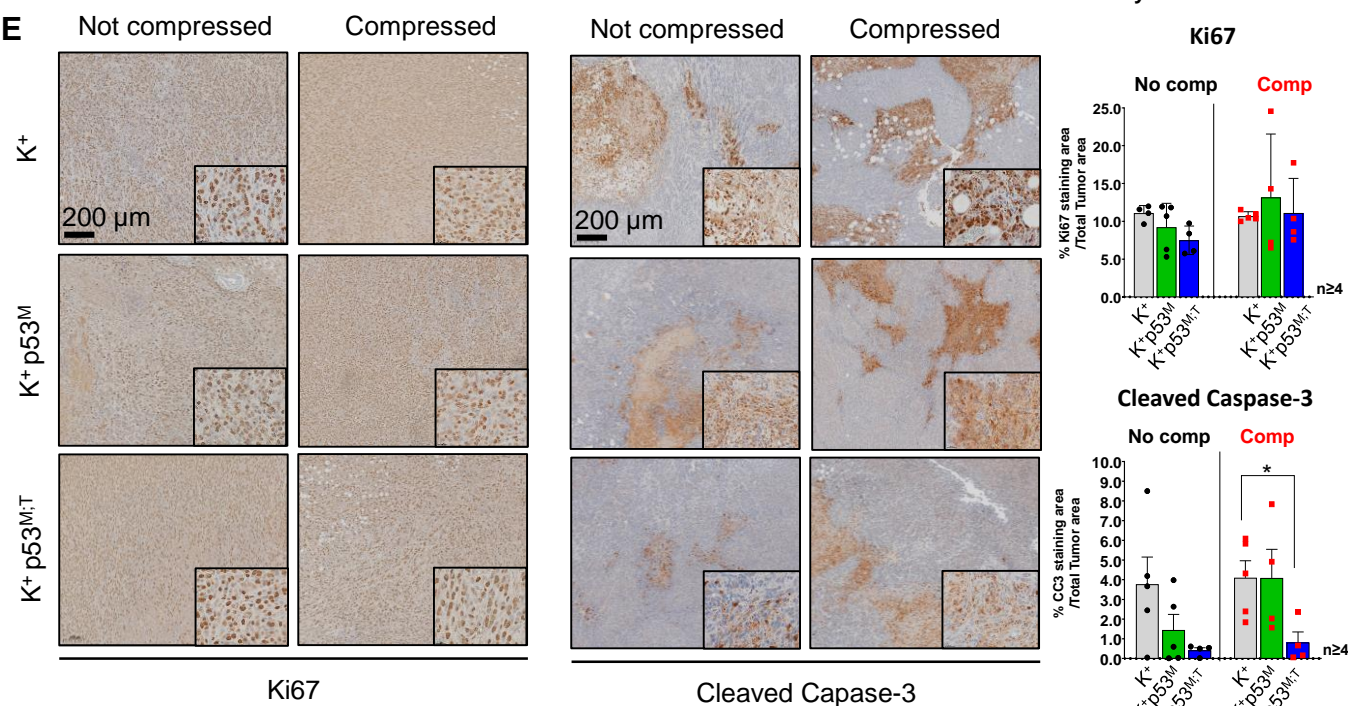 E
Not compressed
Compressed
K⁺
200 µm
K⁺ p53ᴹ
K⁺ p53ᴹ;ᵀ
Ki67
Not compressed
Compressed
200 µm
Cleaved Capase-3
Ki67
No comp
Comp
% Ki67 staining area
/Total Tumor area
25.0
20.0
15.0
10.0
5.0
0.0
K⁺
K⁺p53ᴹ
K⁺p53ᴹ;ᵀ
K⁺
K⁺p53ᴹ
K⁺p53ᴹ;ᵀ
n≥4
Cleaved Caspase-3
No comp
Comp
% CC3 staining area
/Total Tumor area
10.0
9.0
8.0
7.0
6.0
5.0
4.0
3.0
2.0
1.0
0.0
*
K⁺
⁺p53ᴹ
p53ᴹ;ᵀ
K⁺
⁺p53ᴹ
p53ᴹ;ᵀ
n≥4